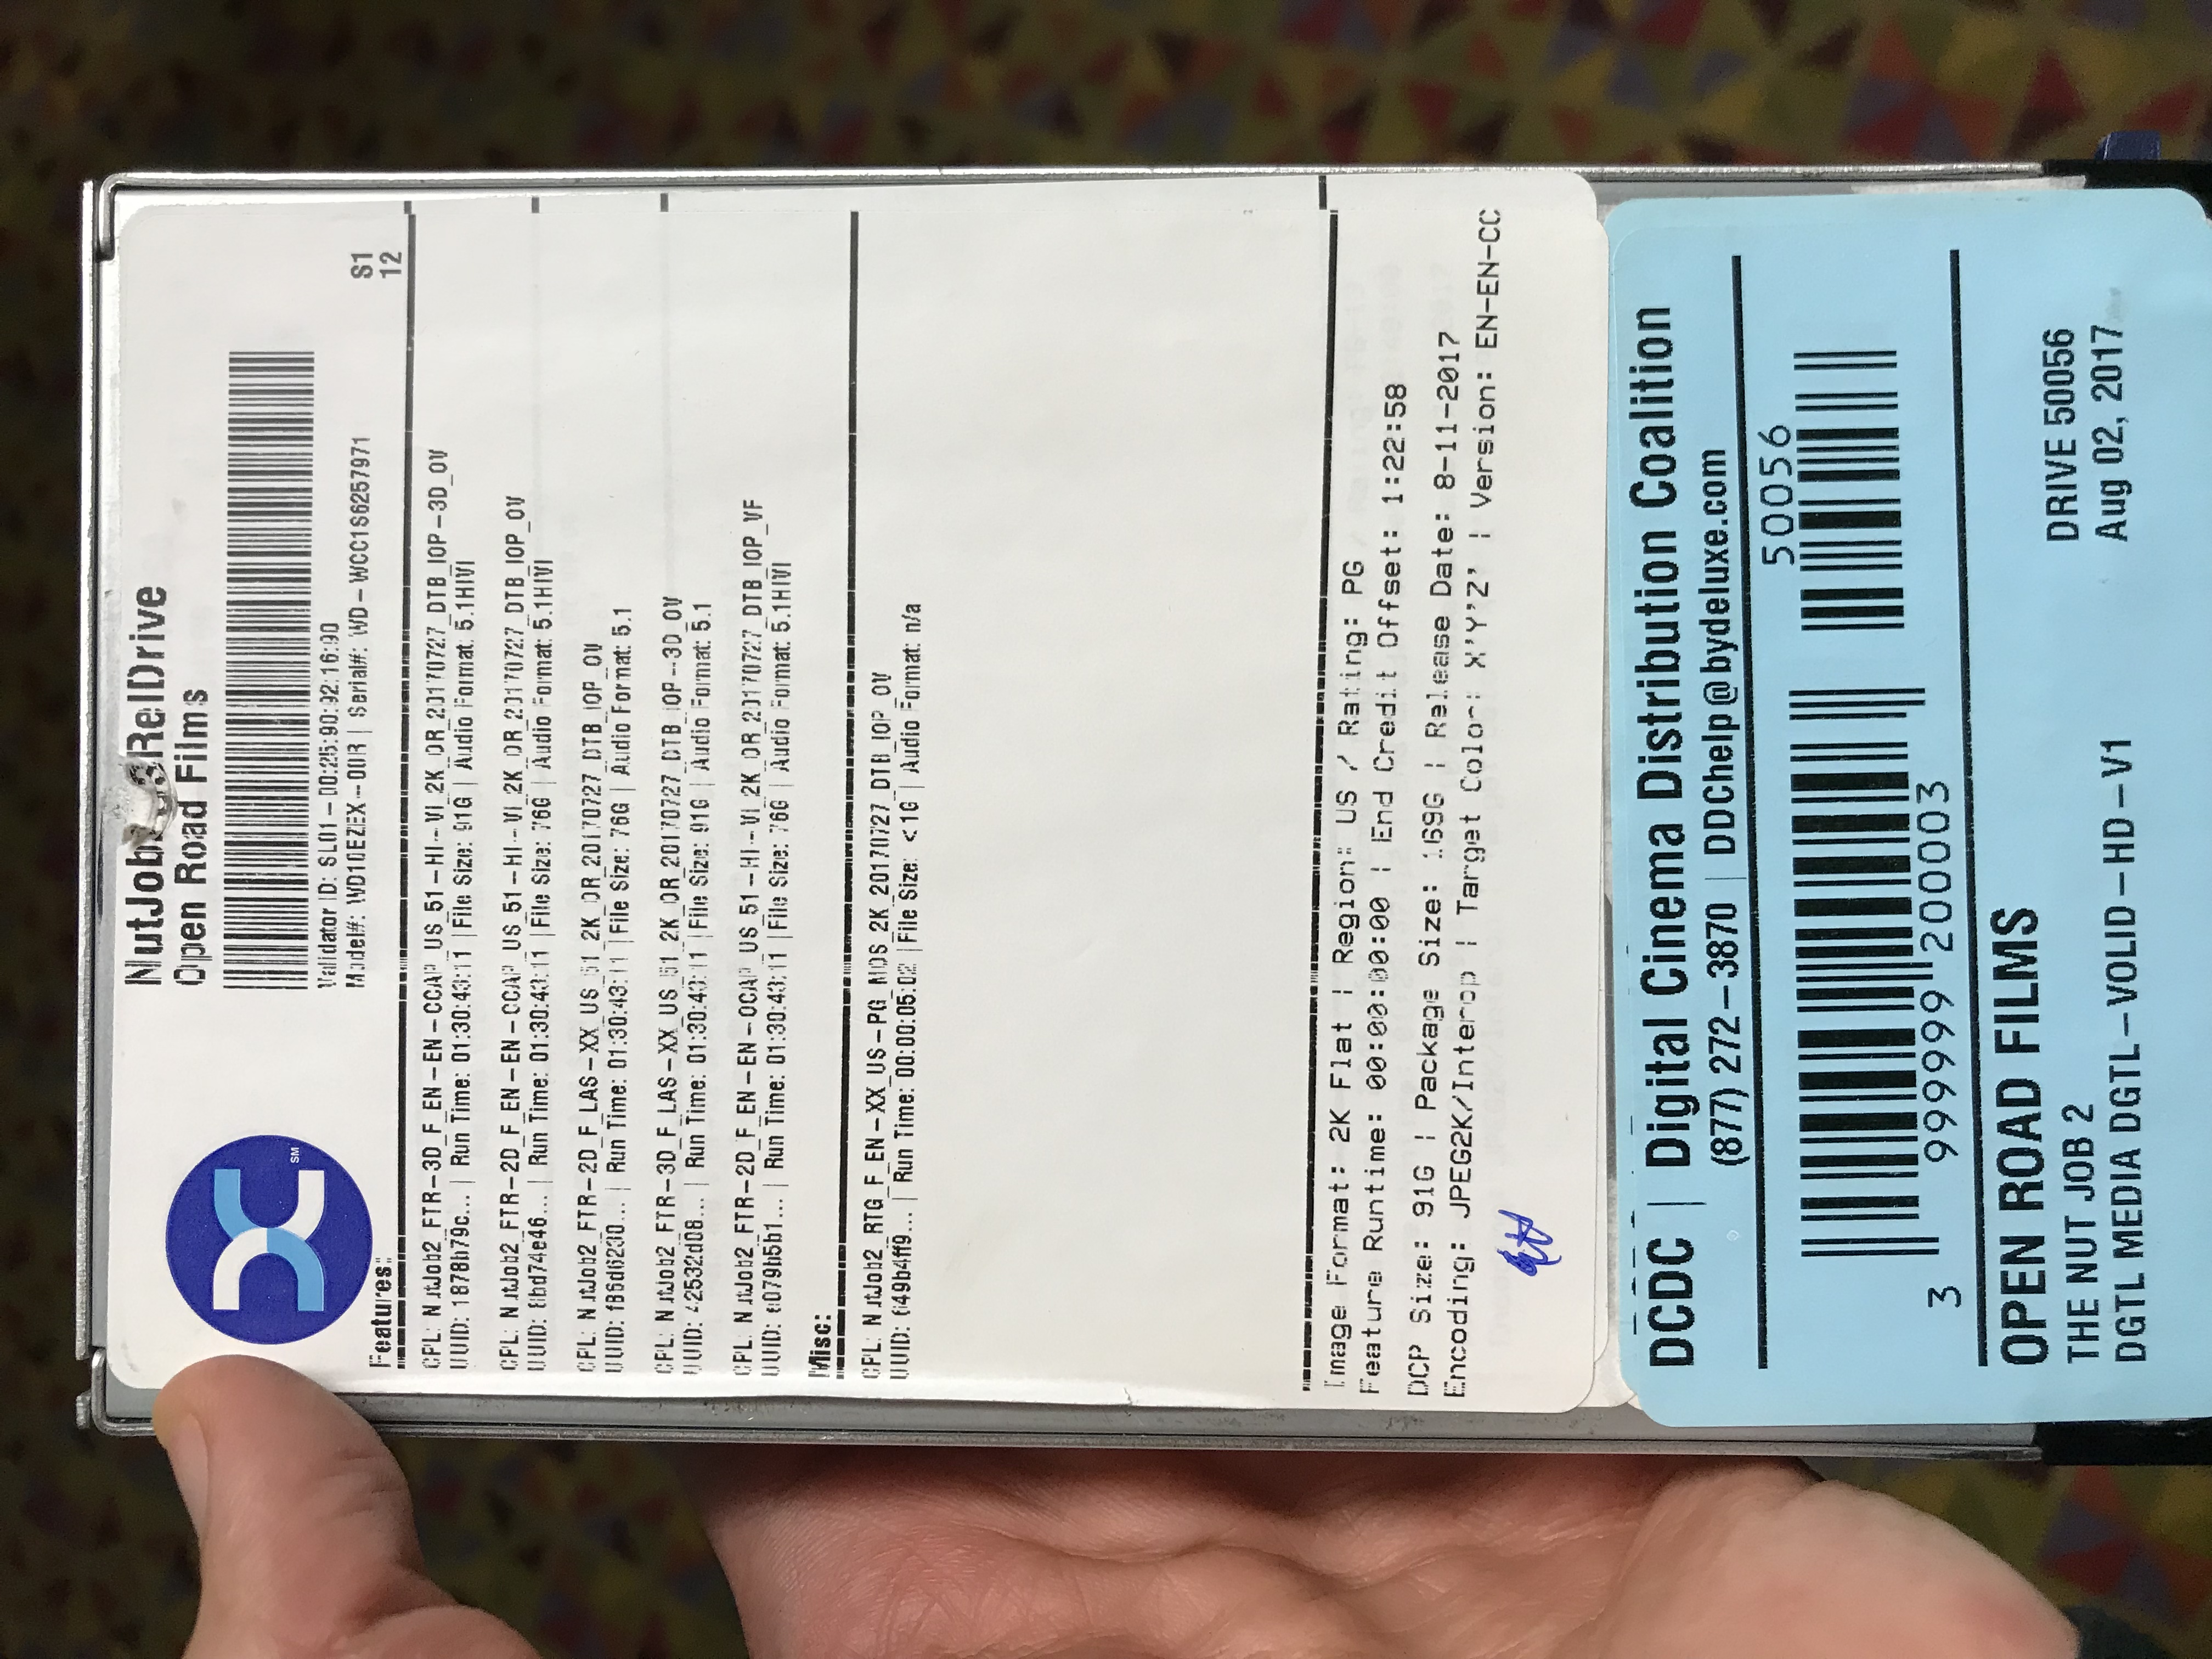 RelDrive
Open Road Films
DC SM
Validator ID: SL01-00:25:90:92:16:90
Model#: WD10EZEX-00R | Serial#: WD-WCC1S6257971
S1
12
Features:
CPL: NutJob2_FTR-3D_F_EN-EN-CCAP_US_51-HI-VI_2K_OR_20170727_DTB_IOP-3D_OV
UUID: 1878b79c... | Run Time: 01:30:43:11 | File Size: 91G | Audio Format: 5.1HIVI
CPL: NutJob2_FTR-2D_F_EN-EN-CCAP_US_51-HI-VI_2K_OR_20170727_DTB_IOP_OV
UUID: 8bd74e46... | Run Time: 01:30:43:11 | File Size: 76G | Audio Format: 5.1HIVI
CPL: NutJob2_FTR-2D_F_LAS-XX_US_51_2K_OR_20170727_DTB_IOP_OV
UUID: f86d6230... | Run Time: 01:30:43:11 | File Size: 76G | Audio Format: 5.1
CPL: NutJob2_FTR-3D_F_LAS-XX_US_51_2K_OR_20170727_DTB_IOP-3D_OV
UUID: 42532d08... | Run Time: 01:30:43:11 | File Size: 91G | Audio Format: 5.1
CPL: NutJob2_FTR-2D_F_EN-EN-OCAP_US_51-HI-VI_2K_OR_20170727_DTB_IOP_VF
UUID: e079b5b1... | Run Time: 01:30:43:11 | File Size: 76G | Audio Format: 5.1HIVI
Misc:
CPL: NutJob2_RTG_F_EN-XX_US-PG_MOS_2K_20170727_DTB_IOP_OV
UUID: 649b4ff9... | Run Time: 00:00:05:02 | File Size: <1G | Audio Format: n/a
Image Format: 2K Flat | Region: US / Rating: PG
Feature Runtime: 00:00:00:00 | End Credit Offset: 1:22:58
DCP Size: 91G | Package Size: 169G | Release Date: 8-11-2017
Encoding: JPEG2K/Interop | Target Color: X'Y'Z' | Version: EN-EN-CC
DCDC | Digital Cinema Distribution Coalition
(877) 272-3870 | DDChelp@bydeluxe.com
50056
3 999999 200003
OPEN ROAD FILMS
THE NUT JOB 2
DGTL MEDIA DGTL-VOLID-HD-V1
DRIVE 50056
Aug 02, 2017